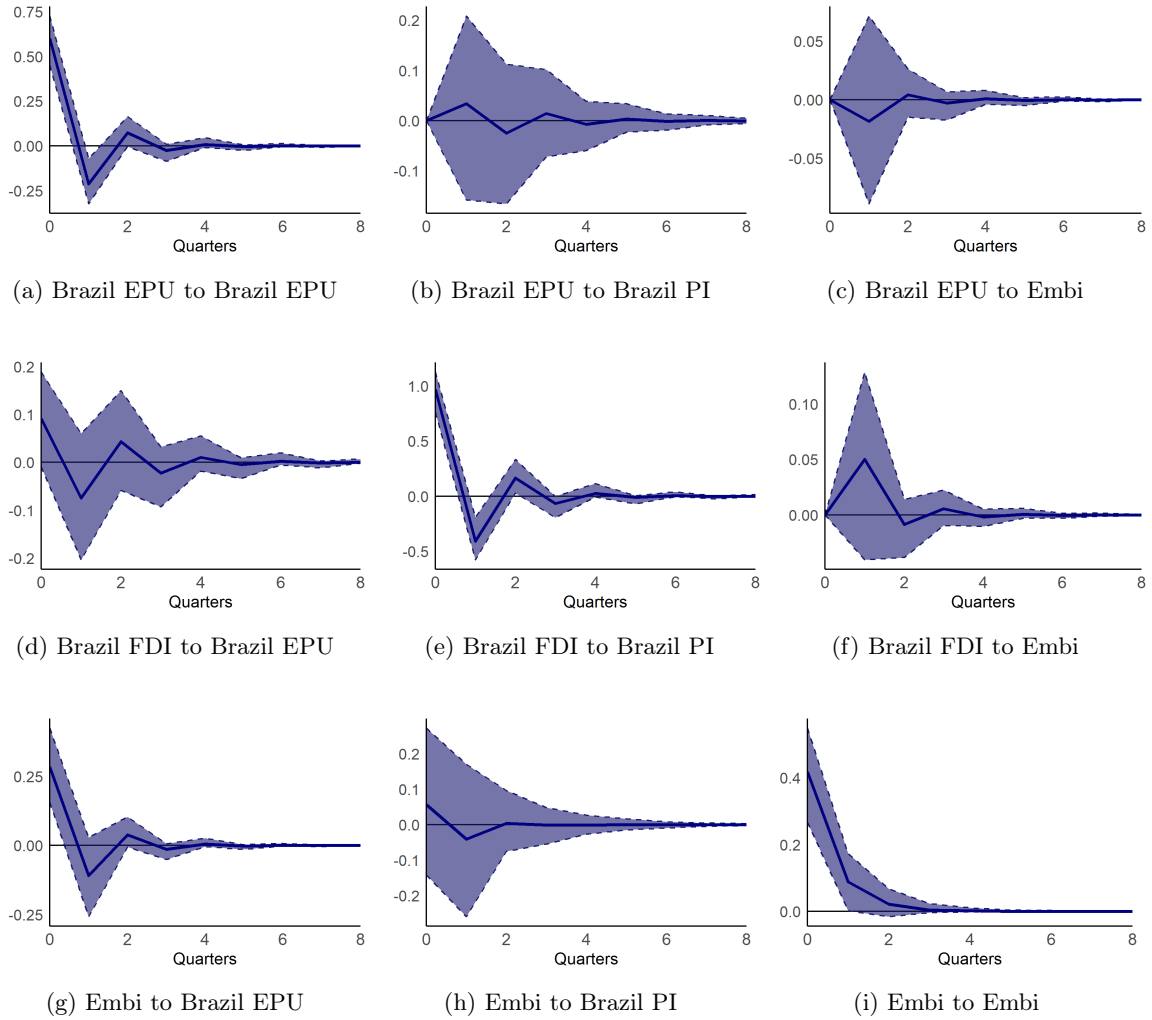 0.75
0.50
0.25
0.00
-0.25
0 2 4 6 8
Quarters
(a) Brazil EPU to Brazil EPU
0.2
0.1
0.0
-0.1
0 2 4 6 8
Quarters
(b) Brazil EPU to Brazil PI
0.05
0.00
-0.05
0 2 4 6 8
Quarters
(c) Brazil EPU to Embi
0.2
0.1
0.0
-0.1
-0.2
0 2 4 6 8
Quarters
(d) Brazil FDI to Brazil EPU
1.0
0.5
0.0
-0.5
0 2 4 6 8
Quarters
(e) Brazil FDI to Brazil PI
0.10
0.05
0.00
0 2 4 6 8
Quarters
(f) Brazil FDI to Embi
0.25
0.00
-0.25
0 2 4 6 8
Quarters
(g) Embi to Brazil EPU
0.2
0.1
0.0
-0.1
-0.2
0 2 4 6 8
Quarters
(h) Embi to Brazil PI
0.4
0.2
0.0
0 2 4 6 8
Quarters
(i) Embi to Embi